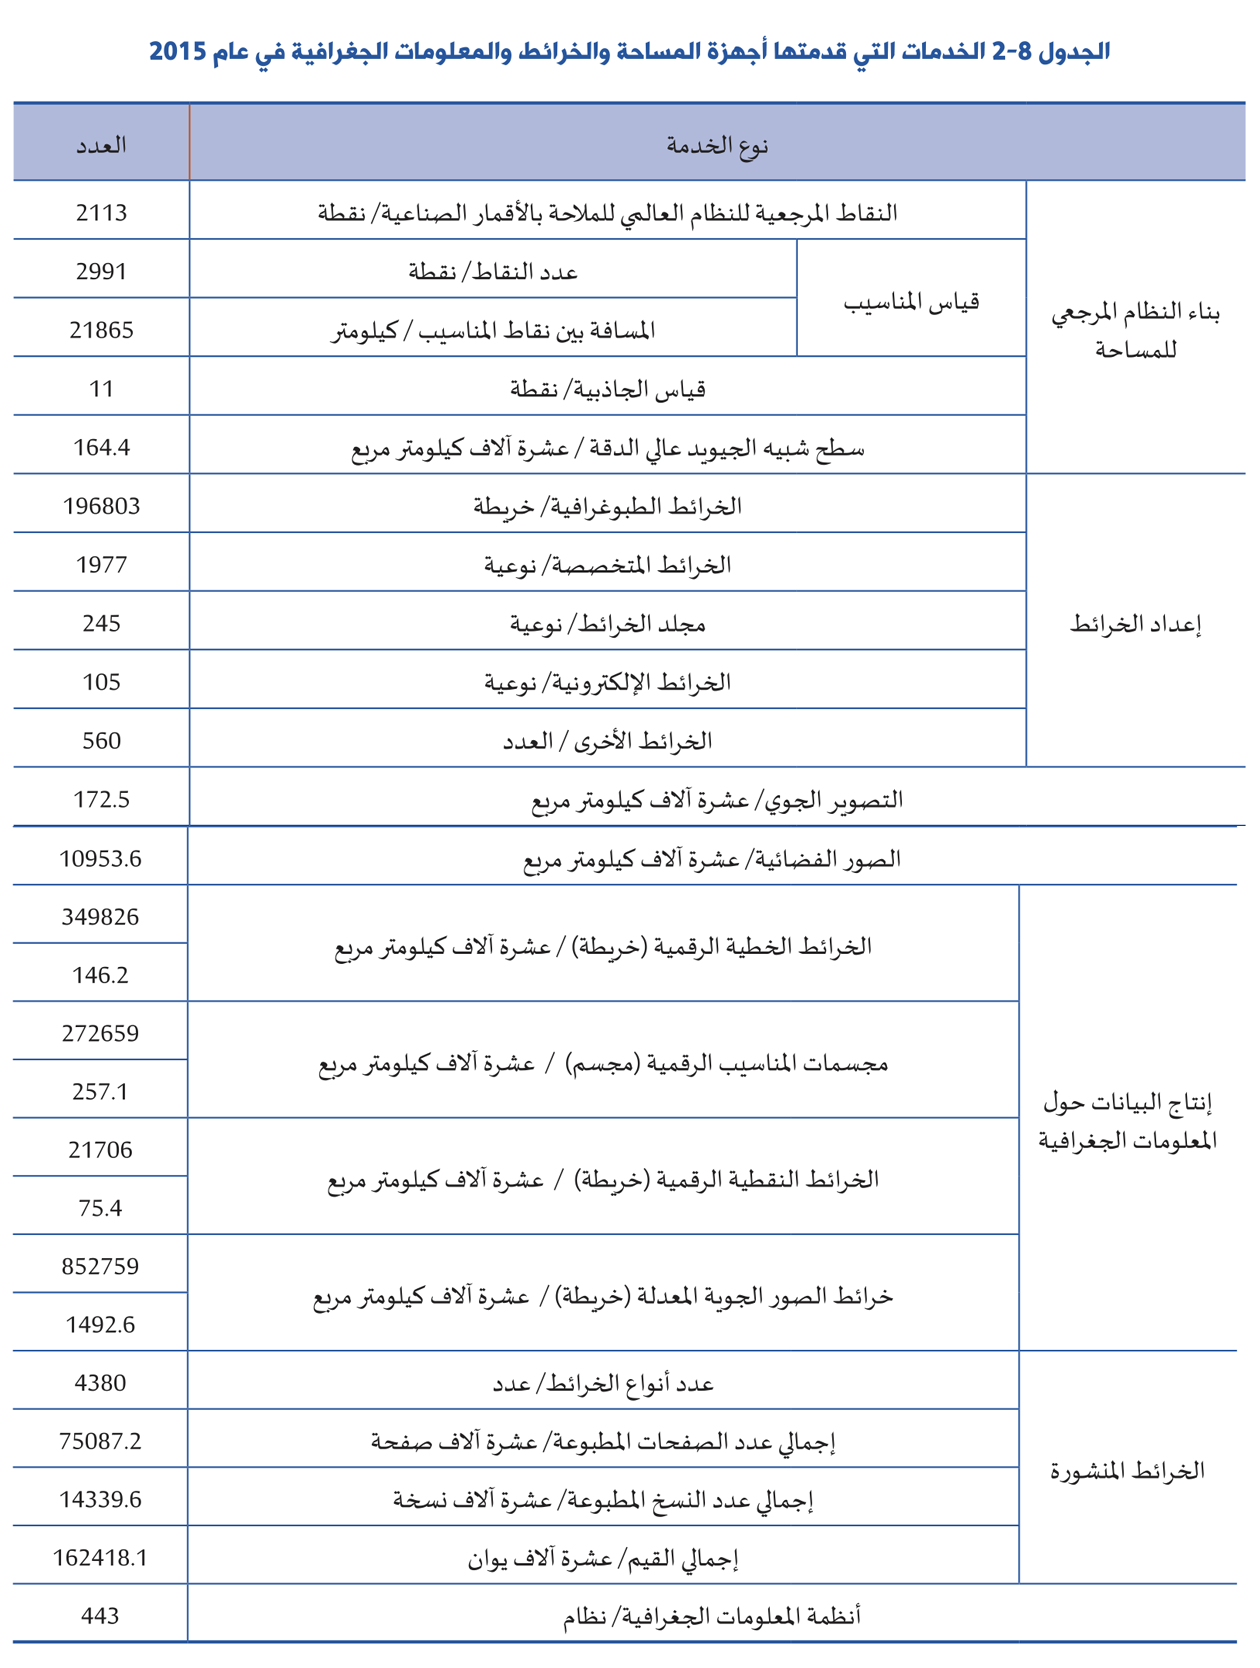 الجدول 8-2 الخدمات التي قدمتها أجهزة المساحة والخرائط والمعلومات الجغرافية في عام 2015
نوع الخدمة
العدد
بناء النظام المرجعي
للمساحة
النقاط المرجعية للنظام العالمي للملاحة بالأقمار الصناعية/ نقطة
2113
قياس المناسيب
عدد النقاط/ نقطة
2991
المسافة بين نقاط المناسيب / كيلومتر
21865
قياس الجاذبية/ نقطة
11
سطح شبيه الجيويد عالي الدقة / عشرة آلاف كيلومتر مربع
164.4
إعداد الخرائط
الخرائط الطبوغرافية/ خريطة
196803
الخرائط المتخصصة/ نوعية
1977
مجلد الخرائط/ نوعية
245
الخرائط الإلكترونية/ نوعية
105
الخرائط الأخرى / العدد
560
التصوير الجوي/ عشرة آلاف كيلومتر مربع
172.5
الصور الفضائية/ عشرة آلاف كيلومتر مربع
10953.6
إنتاج البيانات حول
المعلومات الجغرافية
الخرائط الخطية الرقمية (خريطة) / عشرة آلاف كيلومتر مربع
349826
146.2
مجسمات المناسيب الرقمية (مجسم) / عشرة آلاف كيلومتر مربع
272659
257.1
الخرائط النقطية الرقمية (خريطة) / عشرة آلاف كيلومتر مربع
21706
75.4
خرائط الصور الجوية المعدلة (خريطة) / عشرة آلاف كيلومتر مربع
852759
1492.6
الخرائط المنشورة
عدد أنواع الخرائط/ عدد
4380
إجمالي عدد الصفحات المطبوعة/ عشرة آلاف صفحة
75087.2
إجمالي عدد النسخ المطبوعة/ عشرة آلاف نسخة
14339.6
إجمالي القيم/ عشرة آلاف يوان
162418.1
أنظمة المعلومات الجغرافية/ نظام
443